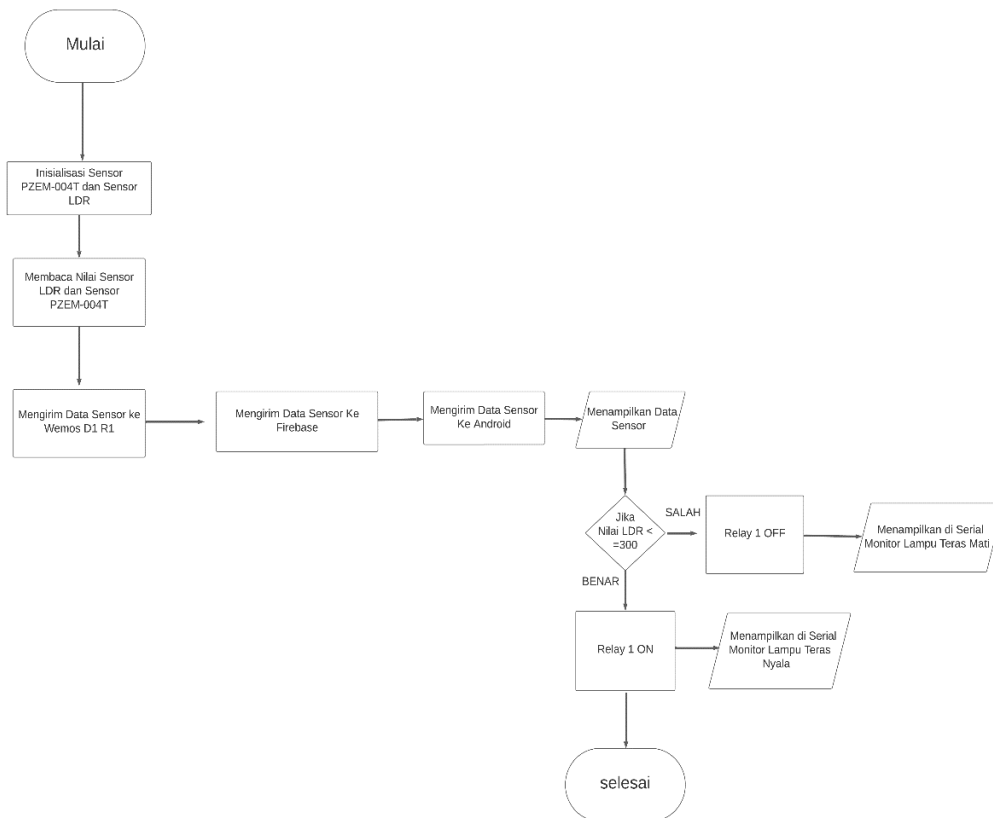 Mulai
Inisialisasi Sensor
PZEM-004T dan Sensor
LDR
Membaca Nilai Sensor
LDR dan Sensor
PZEM-004T
Mengirim Data Sensor ke
Wemos D1 R1
Mengirim Data Sensor Ke
Firebase
Mengirim Data Sensor
Ke Android
Menampilkan Data
Sensor
Jika
Nilai LDR <
=300
SALAH
Relay 1 OFF
Menampilkan di Serial
Monitor Lampu Teras Mati
BENAR
Relay 1 ON
Menampilkan di Serial
Monitor Lampu Teras
Nyala
selesai